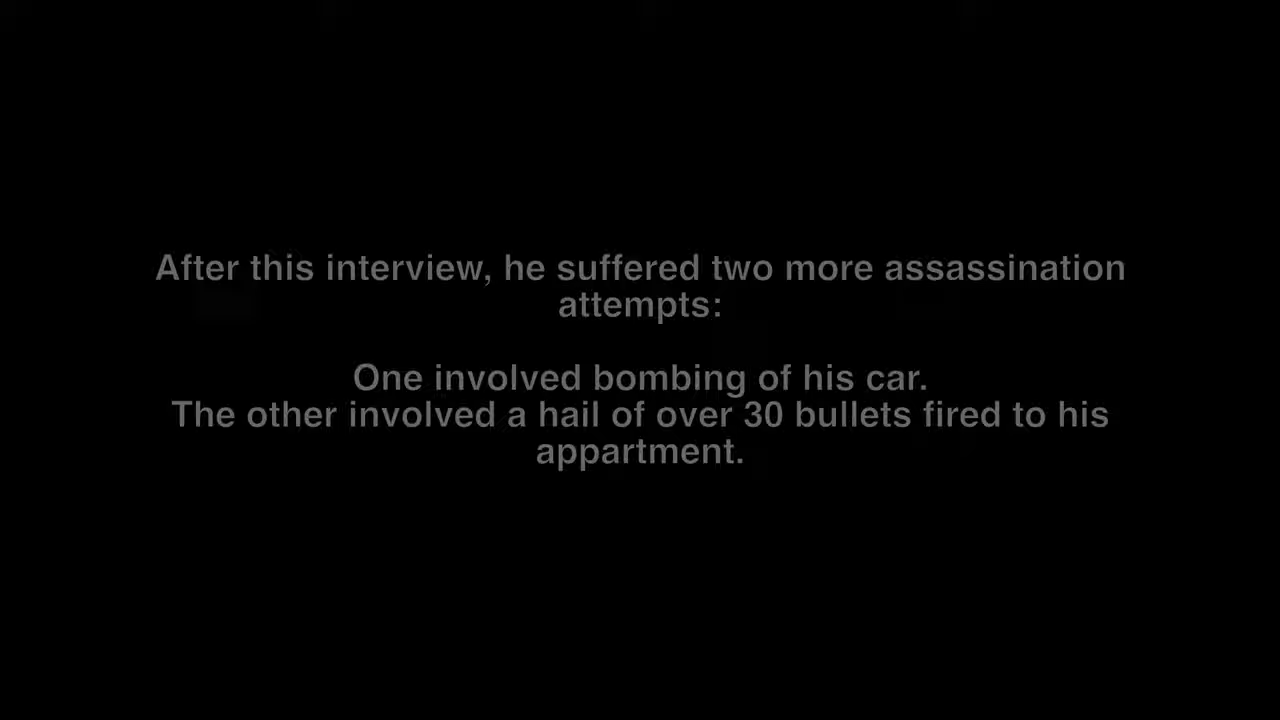 After this interview, he suffered two more assassination
attempts:
One involved bombing of his car.
The other involved a hail of over 30 bullets fired to his
appartment.